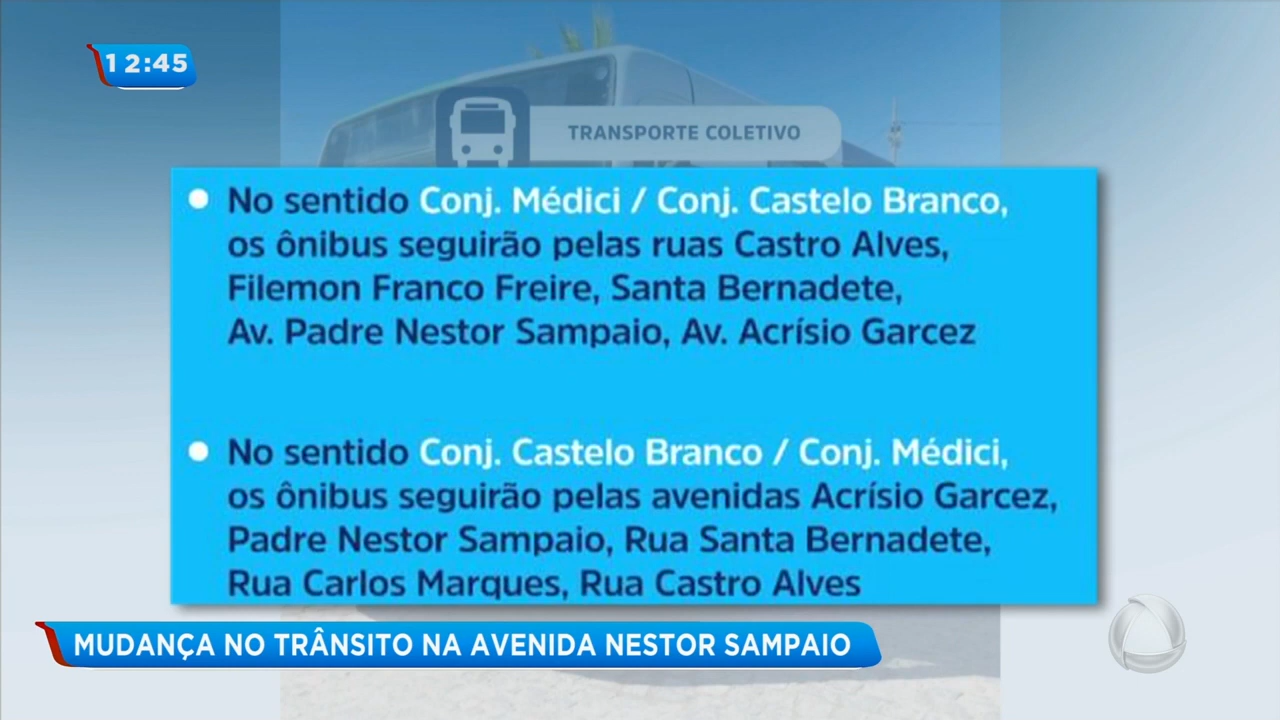 12:45
TRANSPORTE COLETIVO
No sentido Conj. Médici / Conj. Castelo Branco,
os ônibus seguirão pelas ruas Castro Alves,
Filemon Franco Freire, Santa Bernadete,
Av. Padre Nestor Sampaio, Av. Acrísio Garcez
No sentido Conj. Castelo Branco / Conj. Médici,
os ônibus seguirão pelas avenidas Acrísio Garcez,
Padre Nestor Sampaio, Rua Santa Bernadete,
Rua Carlos Marques, Rua Castro Alves
MUDANÇA NO TRÂNSITO NA AVENIDA NESTOR SAMPAIO